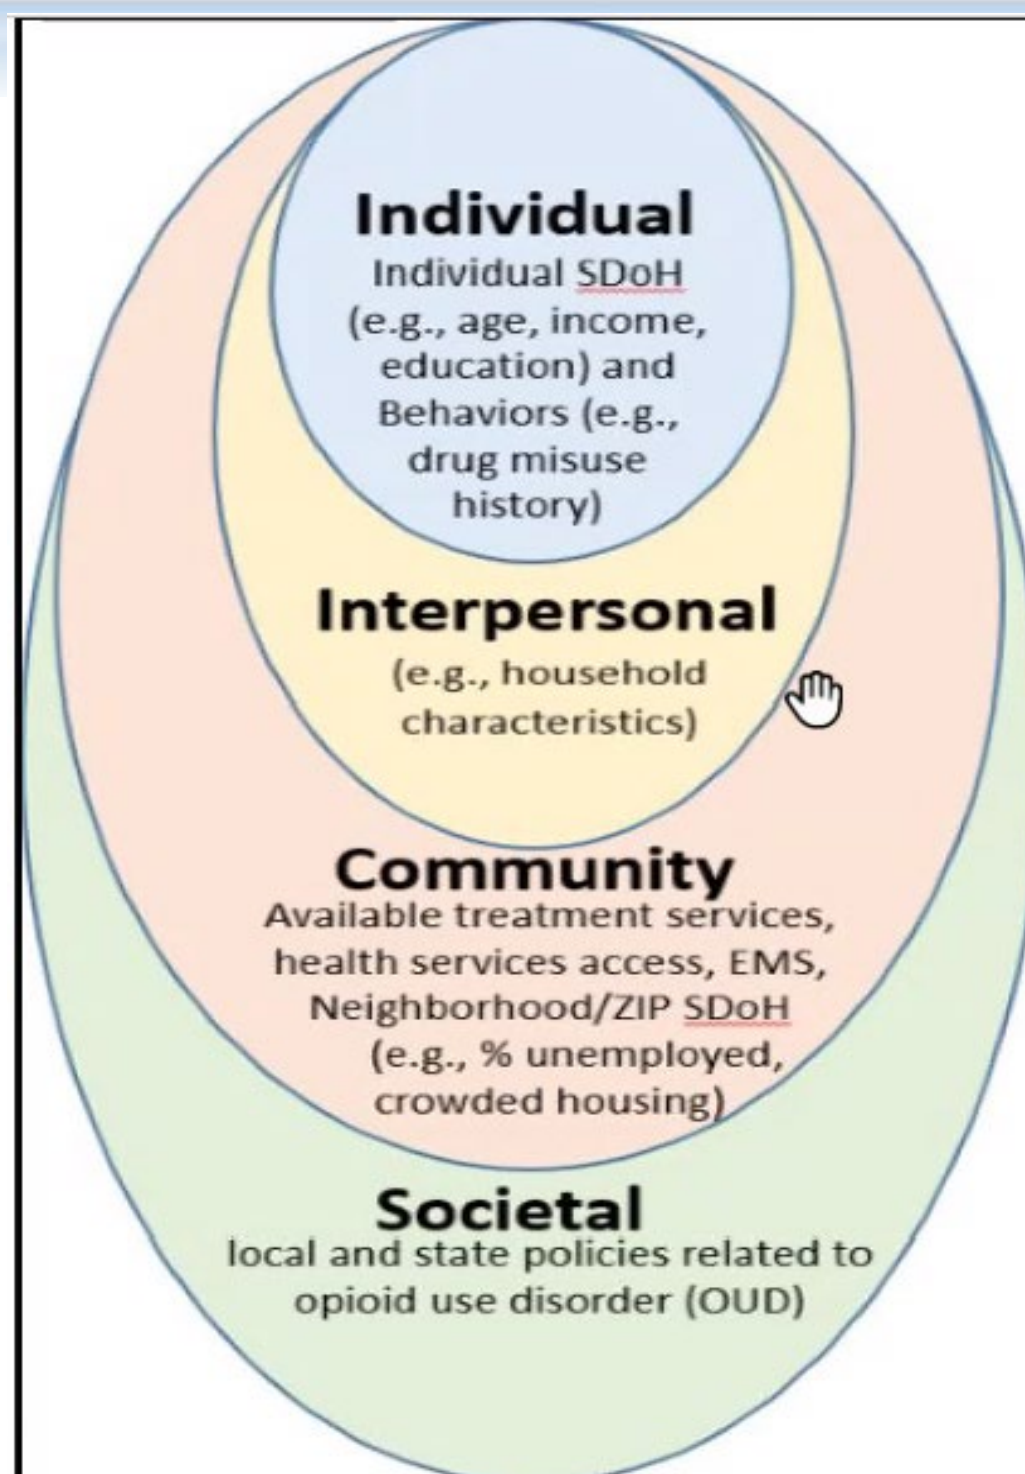 Individual
Individual SDoH
(e.g., age, income,
education) and
Behaviors (e.g.,
drug misuse
history)
Interpersonal
(e.g., household
characteristics)
Community
Available treatment services,
health services access, EMS,
Neighborhood/ZIP SDoH
(e.g., % unemployed,
crowded housing)
Societal
local and state policies related to
opioid use disorder (OUD)